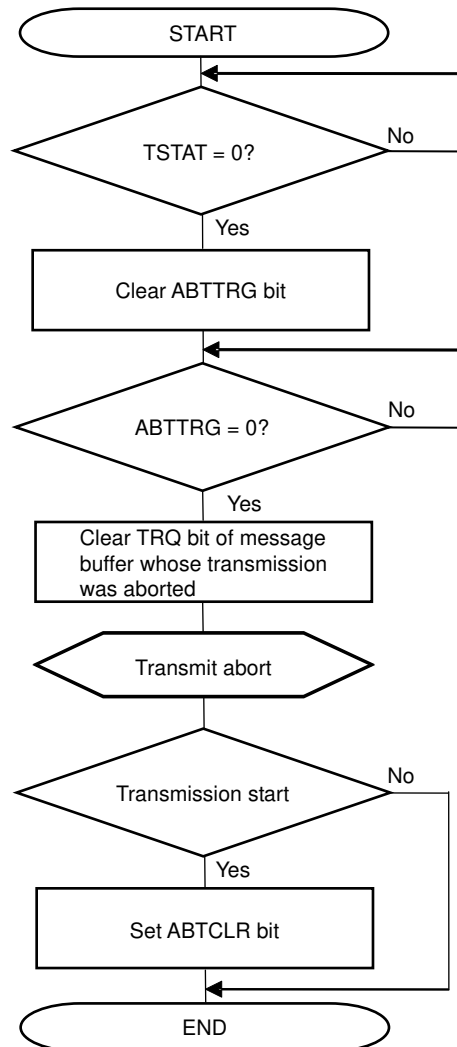 START
TSTAT = 0?
No
Yes
Clear ABTTRG bit
ABTTRG = 0?
No
Yes
Clear TRQ bit of message
buffer whose transmission
was aborted
Transmit abort
Transmission start
No
Yes
Set ABTCLR bit
END